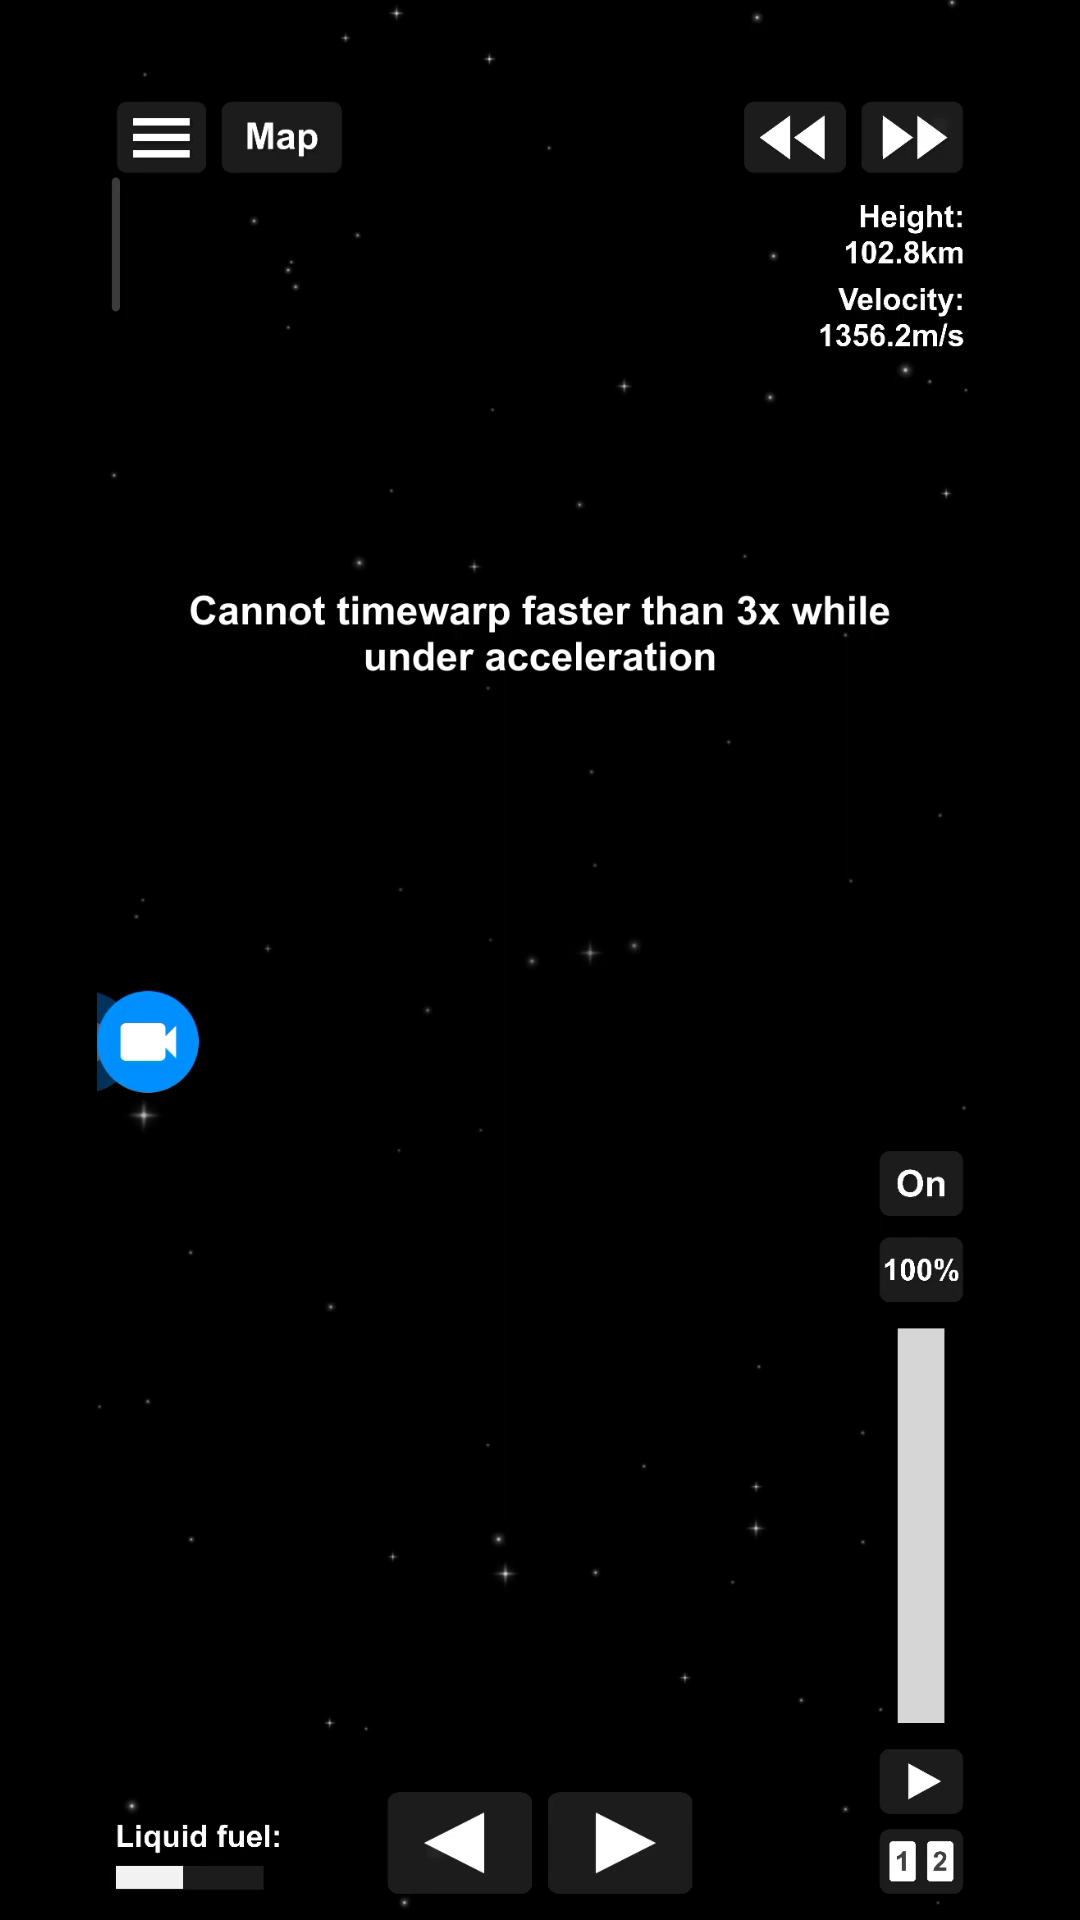 Map
Height:
102.8km
Velocity:
1356.2m/s
Cannot timewarp faster than 3x while
under acceleration
On
100%
Liquid fuel:
1 2